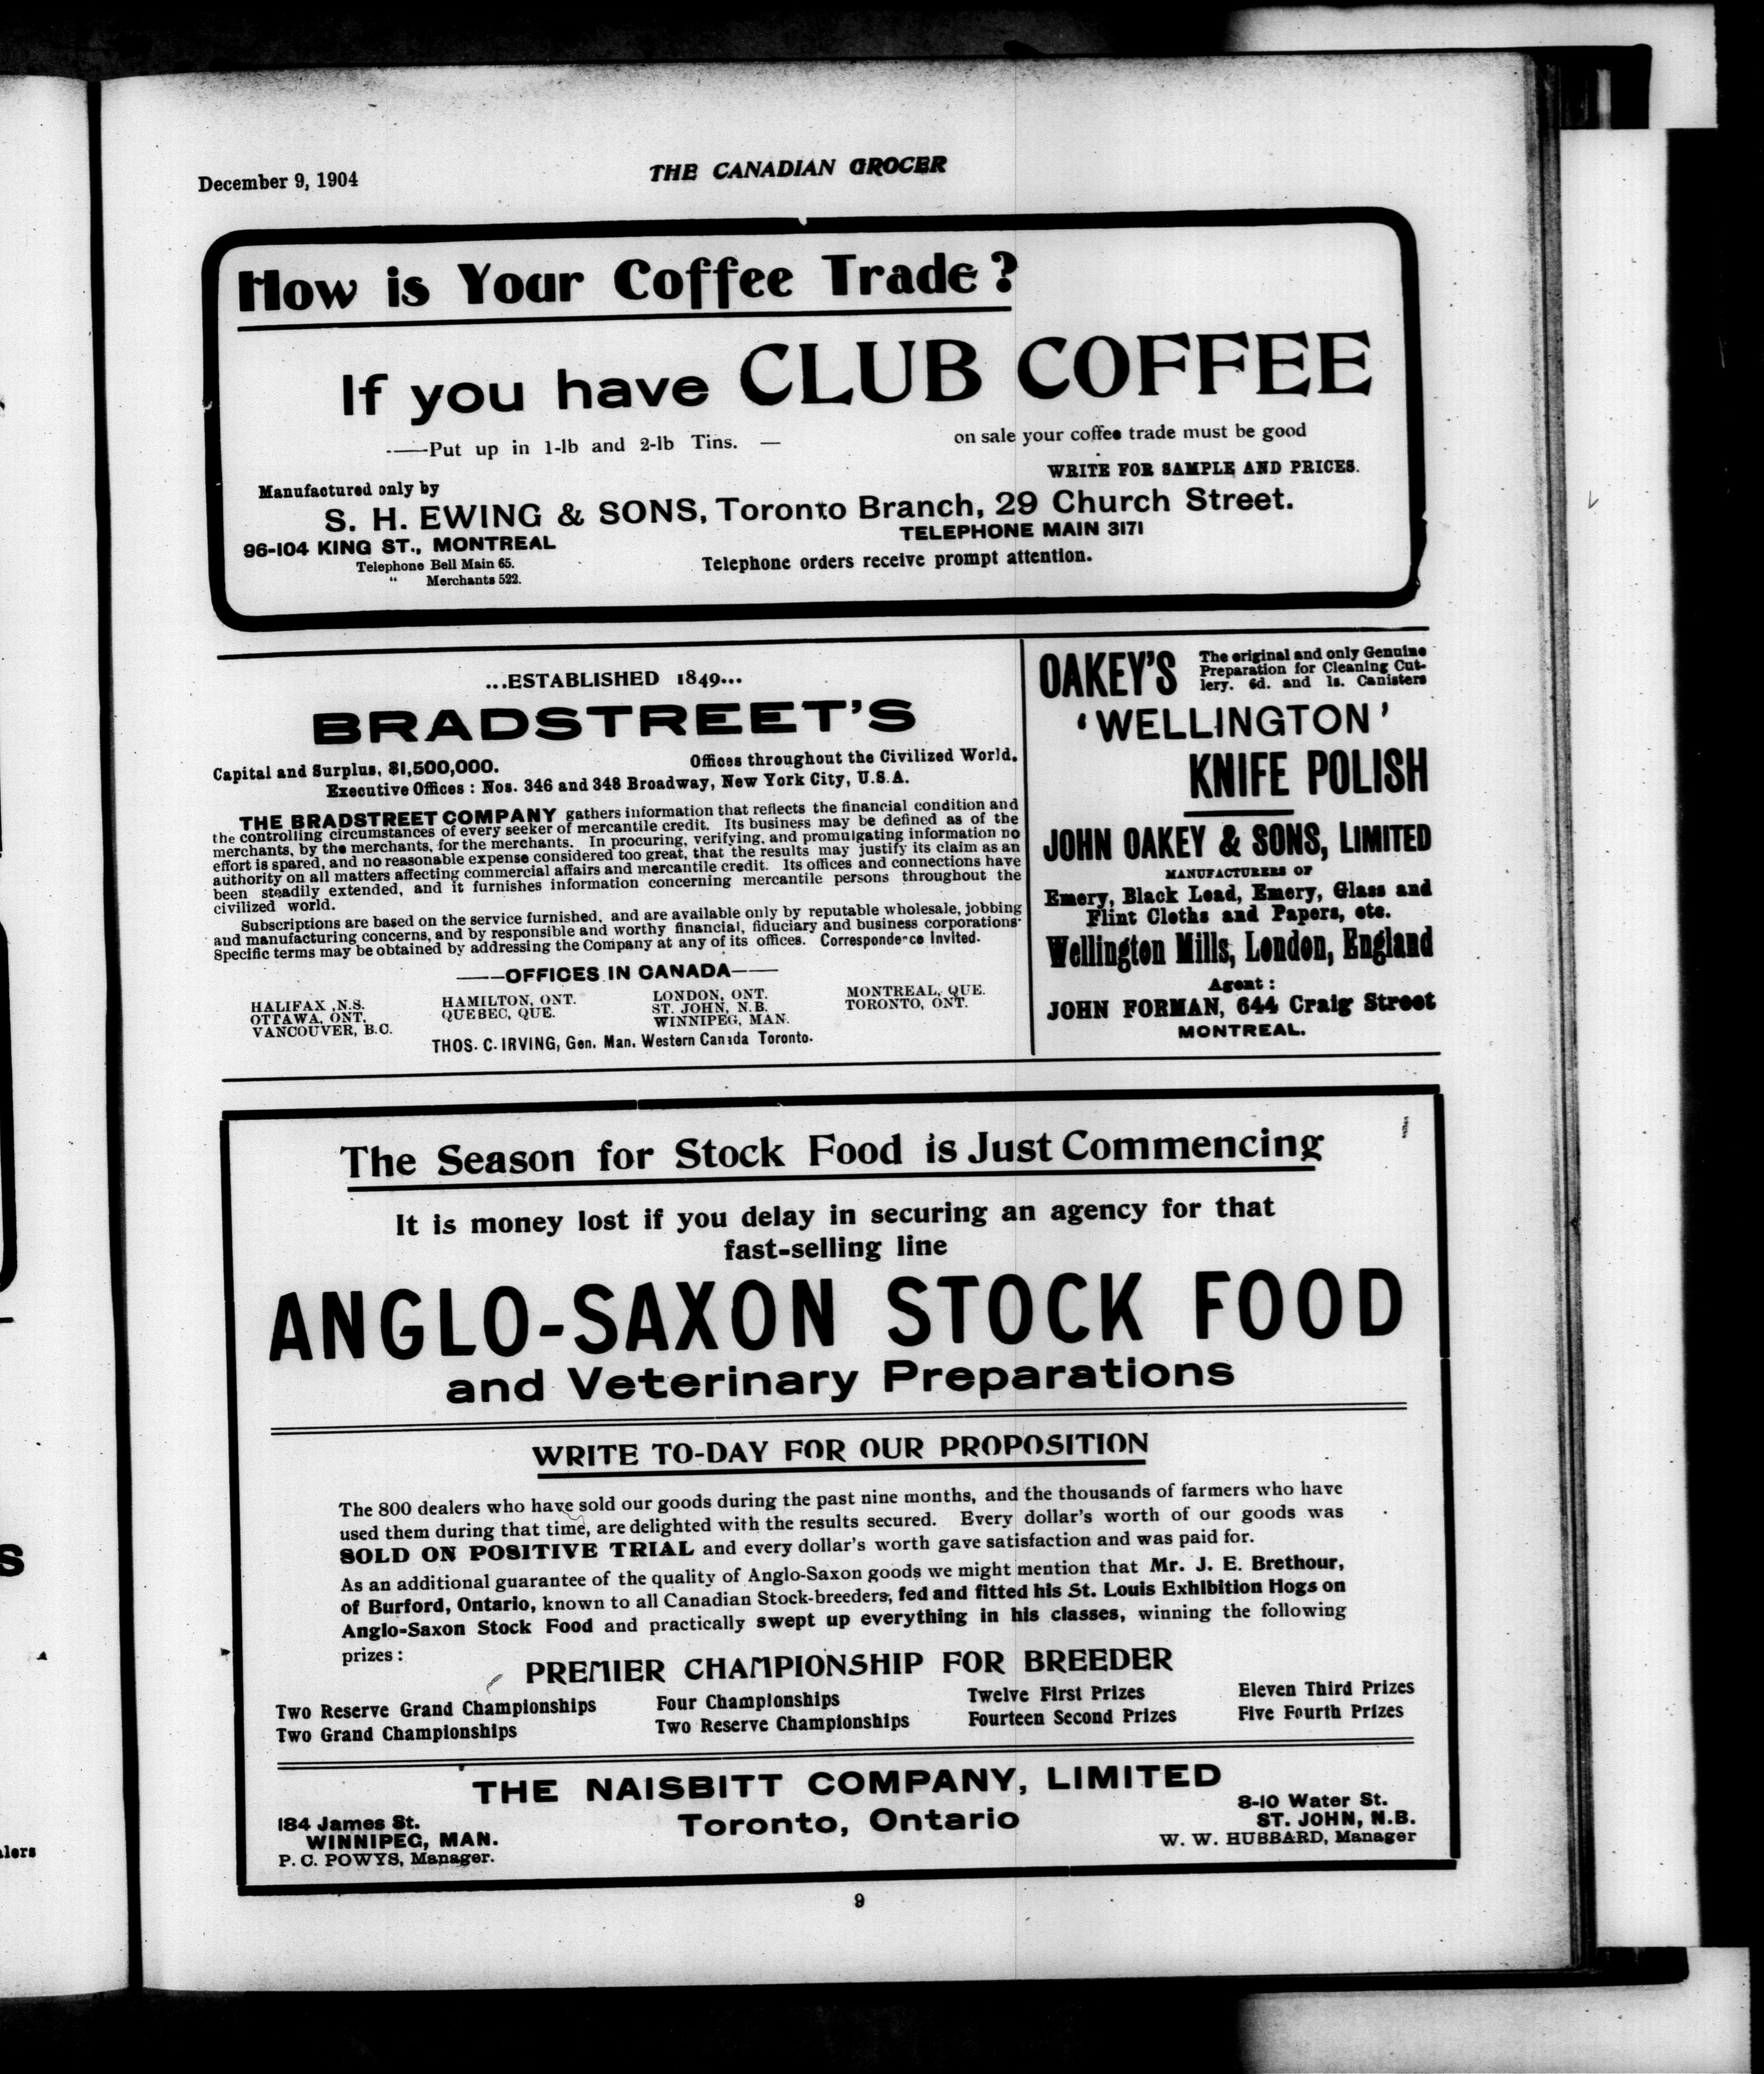 December 9, 1904
THE CANADIAN GROCER
How is Your Coffee Trade?
If you have CLUB COFFEE
Put up in 1-lb and 2-lb Tins.
on sale your coffee trade must be good
WRITE FOR SAMPLE AND PRICES.
Manufactured only by
S. H. EWING & SONS, Toronto Branch, 29 Church Street.
96-104 KING ST., MONTREAL
TELEPHONE MAIN 3171
Telephone Bell Main 65.
" Merchants 522.
Telephone orders receive prompt attention.
...ESTABLISHED 1849...
BRADSTREET'S
Capital and Surplus, $1,500,000.
Offices throughout the Civilized World.
Executive Offices : Nos. 346 and 348 Broadway, New York City, U.S.A.
THE BRADSTREET COMPANY gathers information that reflects the financial condition and
the controlling circumstances of every seeker of mercantile credit. Its business may be defined as of the
merchants, by the merchants, for the merchants. In procuring, verifying, and promulgating information no
effort is spared, and no reasonable expense considered too great, that the results may justify its claim as an
authority on all matters affecting commercial affairs and mercantile credit. Its offices and connections have
been steadily extended, and it furnishes information concerning mercantile persons throughout the
civilized world.
Subscriptions are based on the service furnished, and are available only by reputable wholesale, jobbing
and manufacturing concerns, and by responsible and worthy financial, fiduciary and business corporations·
Specific terms may be obtained by addressing the Company at any of its offices. Correspondence Invited.
——OFFICES IN CANADA——
HALIFAX ,N.S.
OTTAWA, ONT.
VANCOUVER, B.C.
HAMILTON, ONT.
QUEBEC, QUE.
LONDON, ONT.
ST. JOHN, N.B.
WINNIPEG, MAN.
MONTREAL, QUE.
TORONTO, ONT.
THOS. C. IRVING, Gen. Man. Western Canada Toronto.
OAKEY'S
The original and only Genuine
Preparation for Cleaning Cut-
lery. 6d. and 1s. Canisters
'WELLINGTON'
KNIFE POLISH
JOHN OAKEY & SONS, LIMITED
MANUFACTURERS OF
Emery, Black Lead, Emery, Glass and
Flint Cloths and Papers, etc.
Wellington Mills, London, England
Agent :
JOHN FORMAN, 644 Craig Street
MONTREAL.
The Season for Stock Food is Just Commencing
It is money lost if you delay in securing an agency for that
fast-selling line
ANGLO-SAXON STOCK FOOD
and Veterinary Preparations
WRITE TO-DAY FOR OUR PROPOSITION
The 800 dealers who have sold our goods during the past nine months, and the thousands of farmers who have
used them during that time, are delighted with the results secured. Every dollar's worth of our goods was
SOLD ON POSITIVE TRIAL and every dollar's worth gave satisfaction and was paid for.
As an additional guarantee of the quality of Anglo-Saxon goods we might mention that Mr. J. E. Brethour,
of Burford, Ontario, known to all Canadian Stock-breeders, fed and fitted his St. Louis Exhibition Hogs on
Anglo-Saxon Stock Food and practically swept up everything in his classes, winning the following
prizes :
PREMIER CHAMPIONSHIP FOR BREEDER
Two Reserve Grand Championships
Two Grand Championships
Four Championships
Two Reserve Championships
Twelve First Prizes
Fourteen Second Prizes
Eleven Third Prizes
Five Fourth Prizes
THE NAISBITT COMPANY, LIMITED
Toronto, Ontario
184 James St.
WINNIPEG, MAN.
P. C. POWYS, Manager.
8-10 Water St.
ST. JOHN, N.B.
W. W. HUBBARD, Manager
9